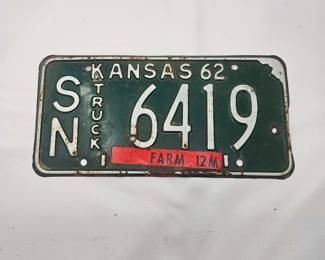 KANSAS 62
SN TRUCK 6419
FARM 12M